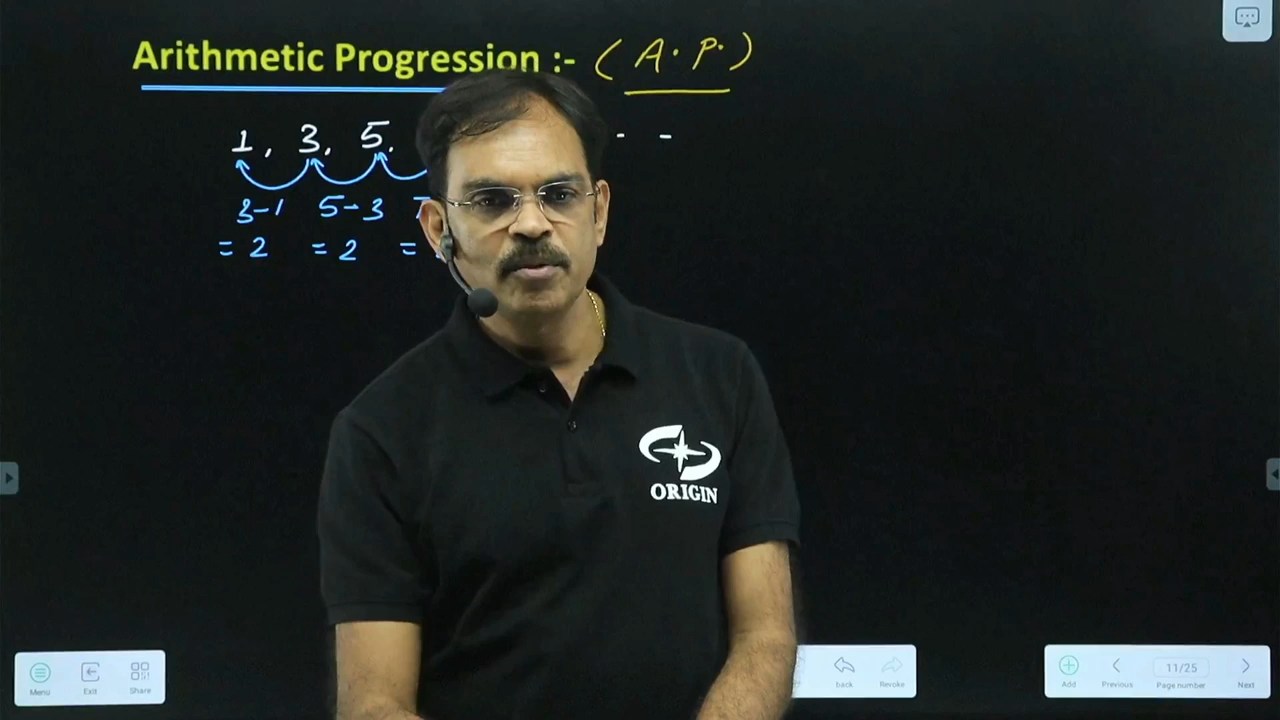 Arithmetic Progression :- (A.P.)
1, 3, 5, - -
3-1 5-3
= 2 = 2 =
ORIGIN
Menu Exit Share
back Revoke
Add Previous 11/25 Page number Next